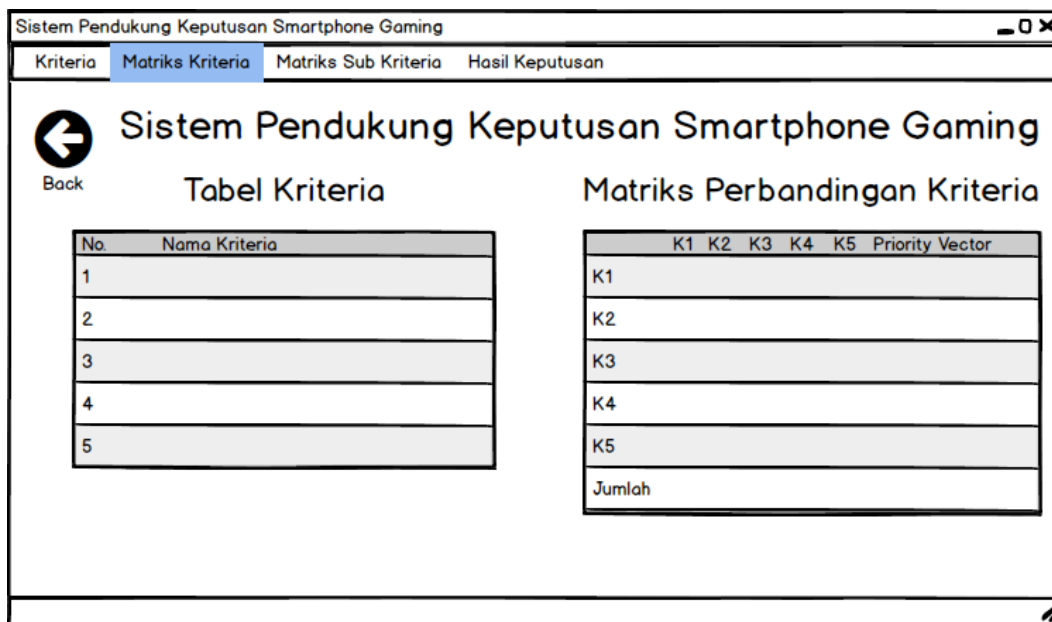 Sistem Pendukung Keputusan Smartphone Gaming
Kriteria Matriks Kriteria Matriks Sub Kriteria Hasil Keputusan
Sistem Pendukung Keputusan Smartphone Gaming
Back
Tabel Kriteria
No. Nama Kriteria
1
2
3
4
5
Matriks Perbandingan Kriteria
K1 K2 K3 K4 K5 Priority Vector
K1
K2
K3
K4
K5
Jumlah